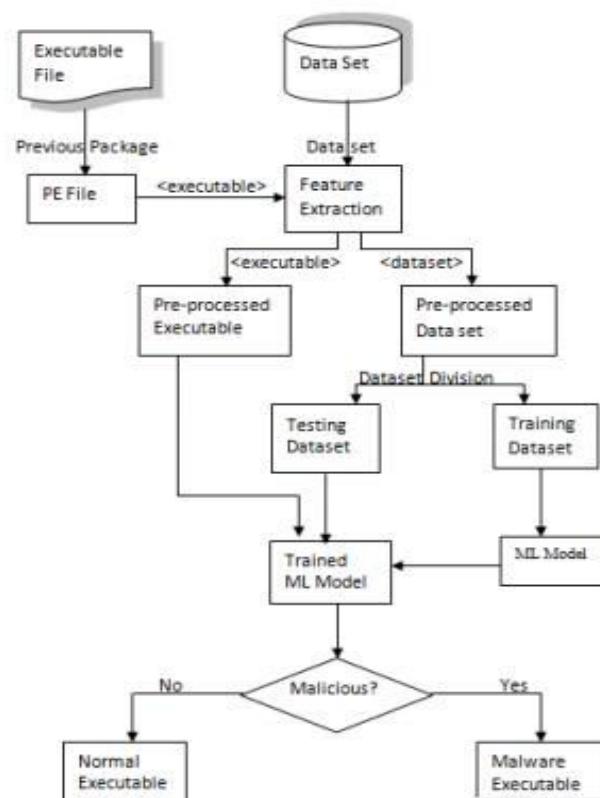 Executable
File
Data Set
Previous Package
Data set
PE File
<executable>
Feature
Extraction
<executable>
<dataset>
Pre-processed
Executable
Pre-processed
Data set
Dataset Division
Testing
Dataset
Training
Dataset
Trained
ML Model
ML Model
Malicious?
No
Yes
Normal
Executable
Malware
Executable